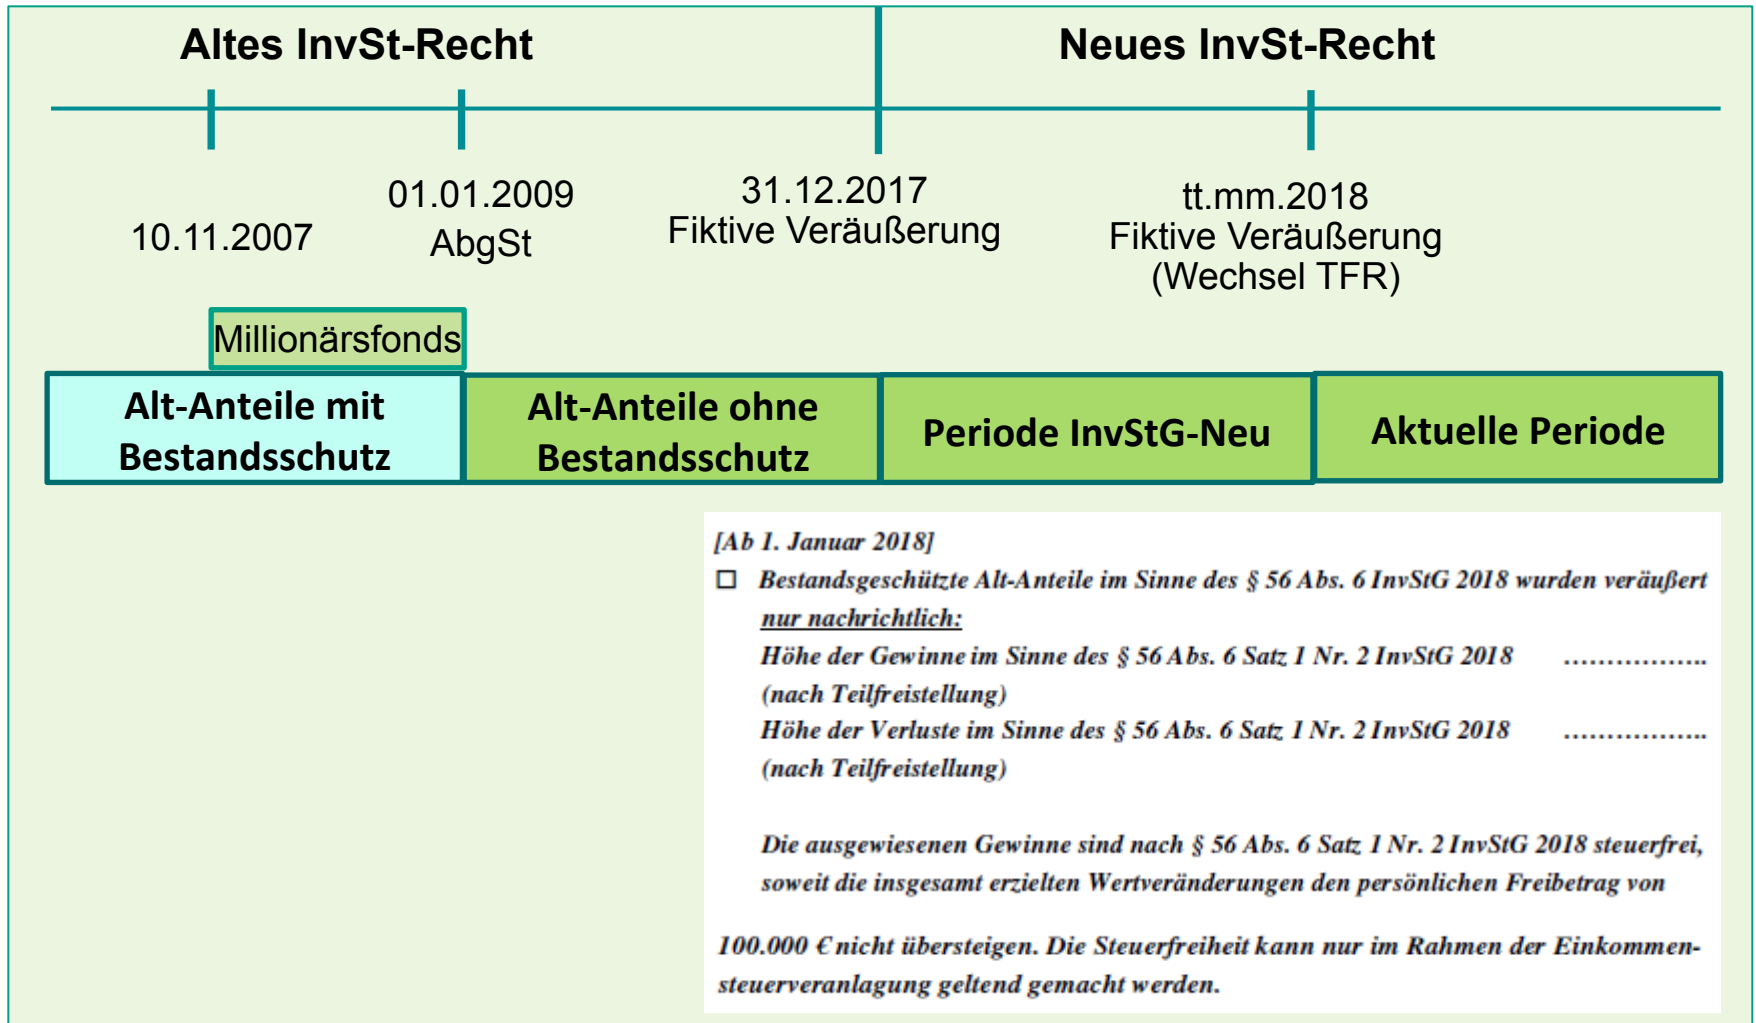 Altes InvSt-Recht
Neues InvSt-Recht
10.11.2007
01.01.2009
AbgSt
31.12.2017
Fiktive Veräußerung
tt.mm.2018
Fiktive Veräußerung
(Wechsel TFR)
Millionärsfonds
Alt-Anteile mit
Bestandsschutz
Alt-Anteile ohne
Bestandsschutz
Periode InvStG-Neu
Aktuelle Periode
[Ab 1. Januar 2018]
☐ Bestandsgeschützte Alt-Anteile im Sinne des § 56 Abs. 6 InvStG 2018 wurden veräußert
nur nachrichtlich:
Höhe der Gewinne im Sinne des § 56 Abs. 6 Satz 1 Nr. 2 InvStG 2018 ……………..
(nach Teilfreistellung)
Höhe der Verluste im Sinne des § 56 Abs. 6 Satz 1 Nr. 2 InvStG 2018 ……………..
(nach Teilfreistellung)
Die ausgewiesenen Gewinne sind nach § 56 Abs. 6 Satz 1 Nr. 2 InvStG 2018 steuerfrei,
soweit die insgesamt erzielten Wertveränderungen den persönlichen Freibetrag von
100.000 € nicht übersteigen. Die Steuerfreiheit kann nur im Rahmen der Einkommen-
steuerveranlagung geltend gemacht werden.